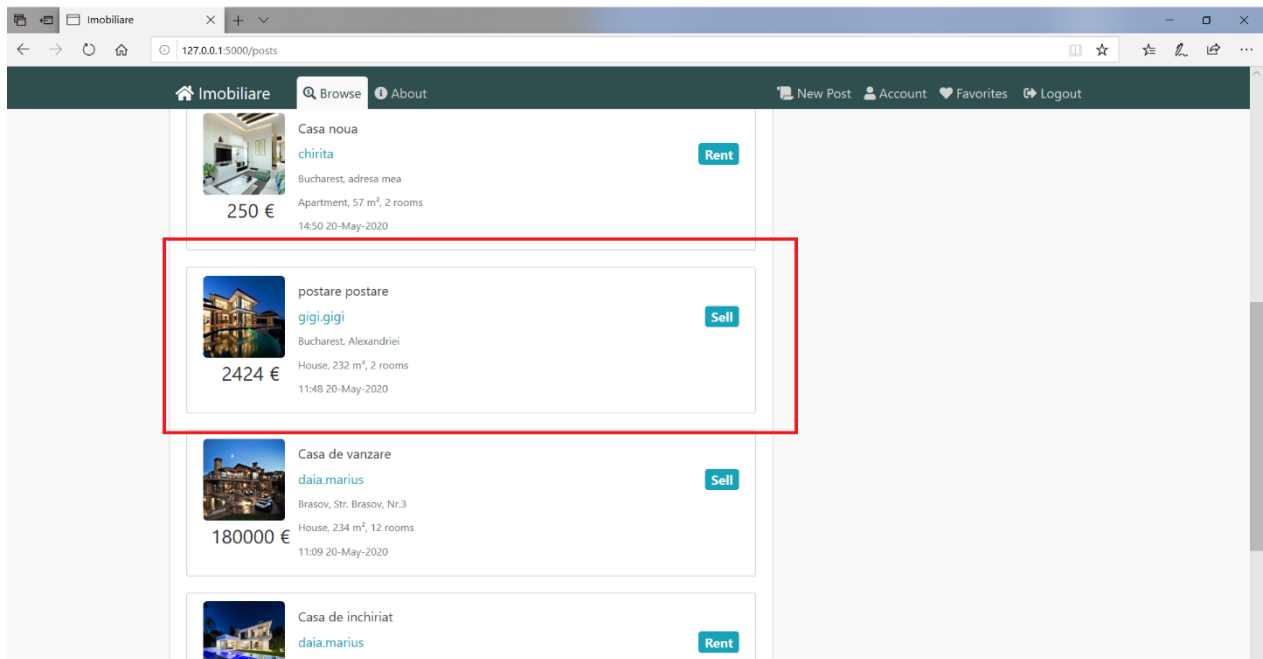 Imobiliare
127.0.0.1:5000/posts
Imobiliare Browse About New Post Account Favorites Logout
Casa noua
chirita
Rent
Bucharest, adresa mea
Apartment, 57 m², 2 rooms
250 €
14:50 20-May-2020
postare postare
gigi.gigi
Sell
Bucharest, Alexandriei
House, 232 m², 2 rooms
2424 €
11:48 20-May-2020
Casa de vanzare
daia.marius
Sell
Brasov, Str. Brasov, Nr.3
House, 234 m², 12 rooms
180000 €
11:09 20-May-2020
Casa de inchiriat
daia.marius
Rent